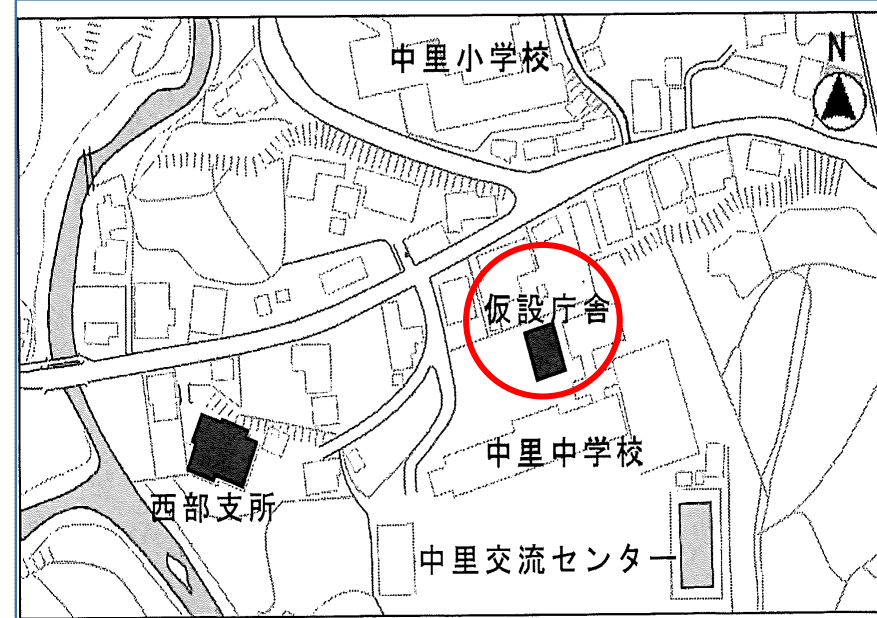 中里小学校
N
仮設庁舎
中里中学校
西部支所
中里交流センター